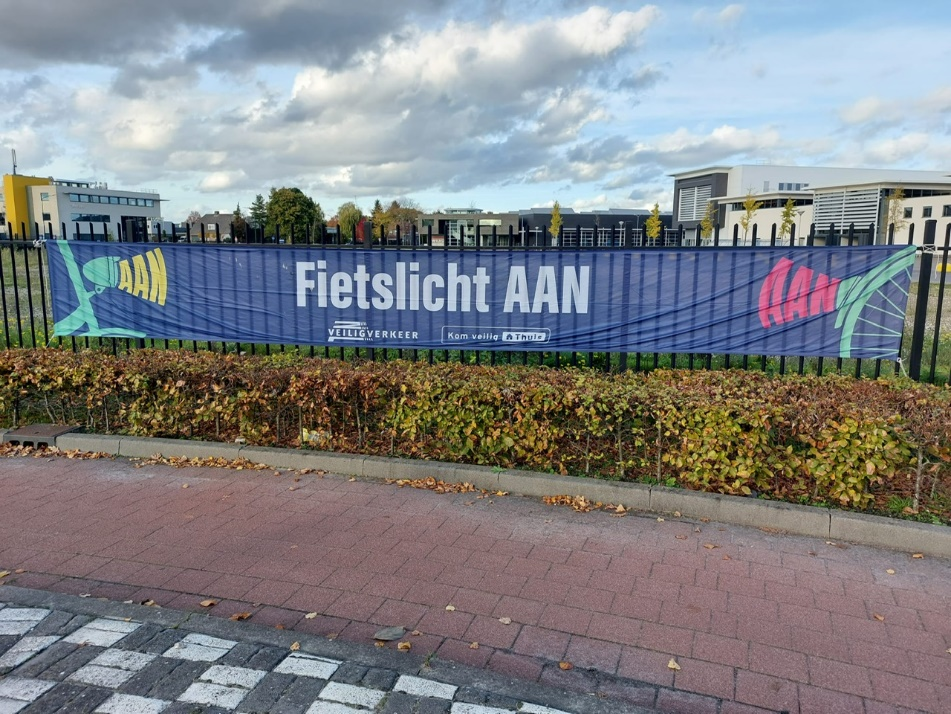 AAN
Fietslicht AAN
AAN
VEILIGVERKEER
Kom veilig Thuis